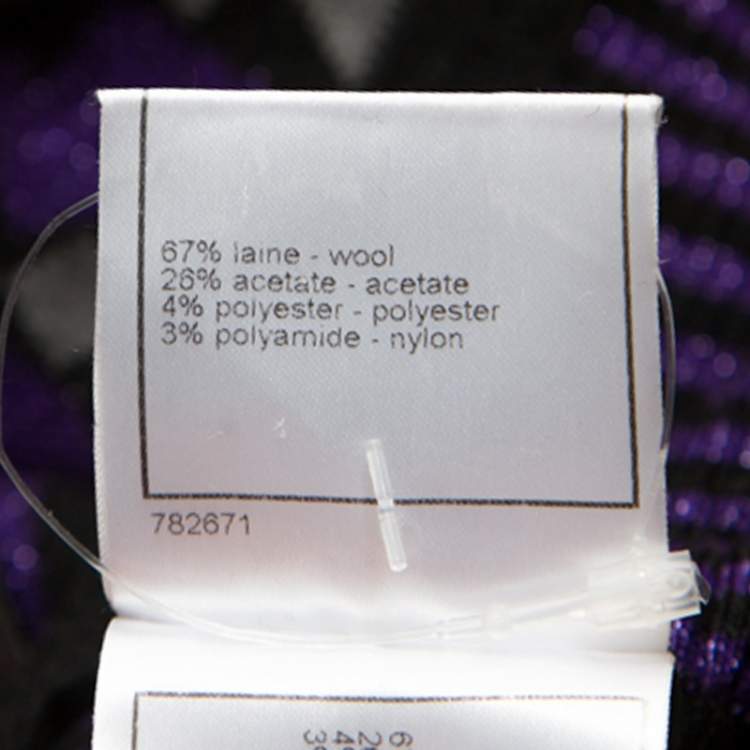 67% laine - wool
26% acetate - acetate
4% polyester - polyester
3% polyamide - nylon
782671